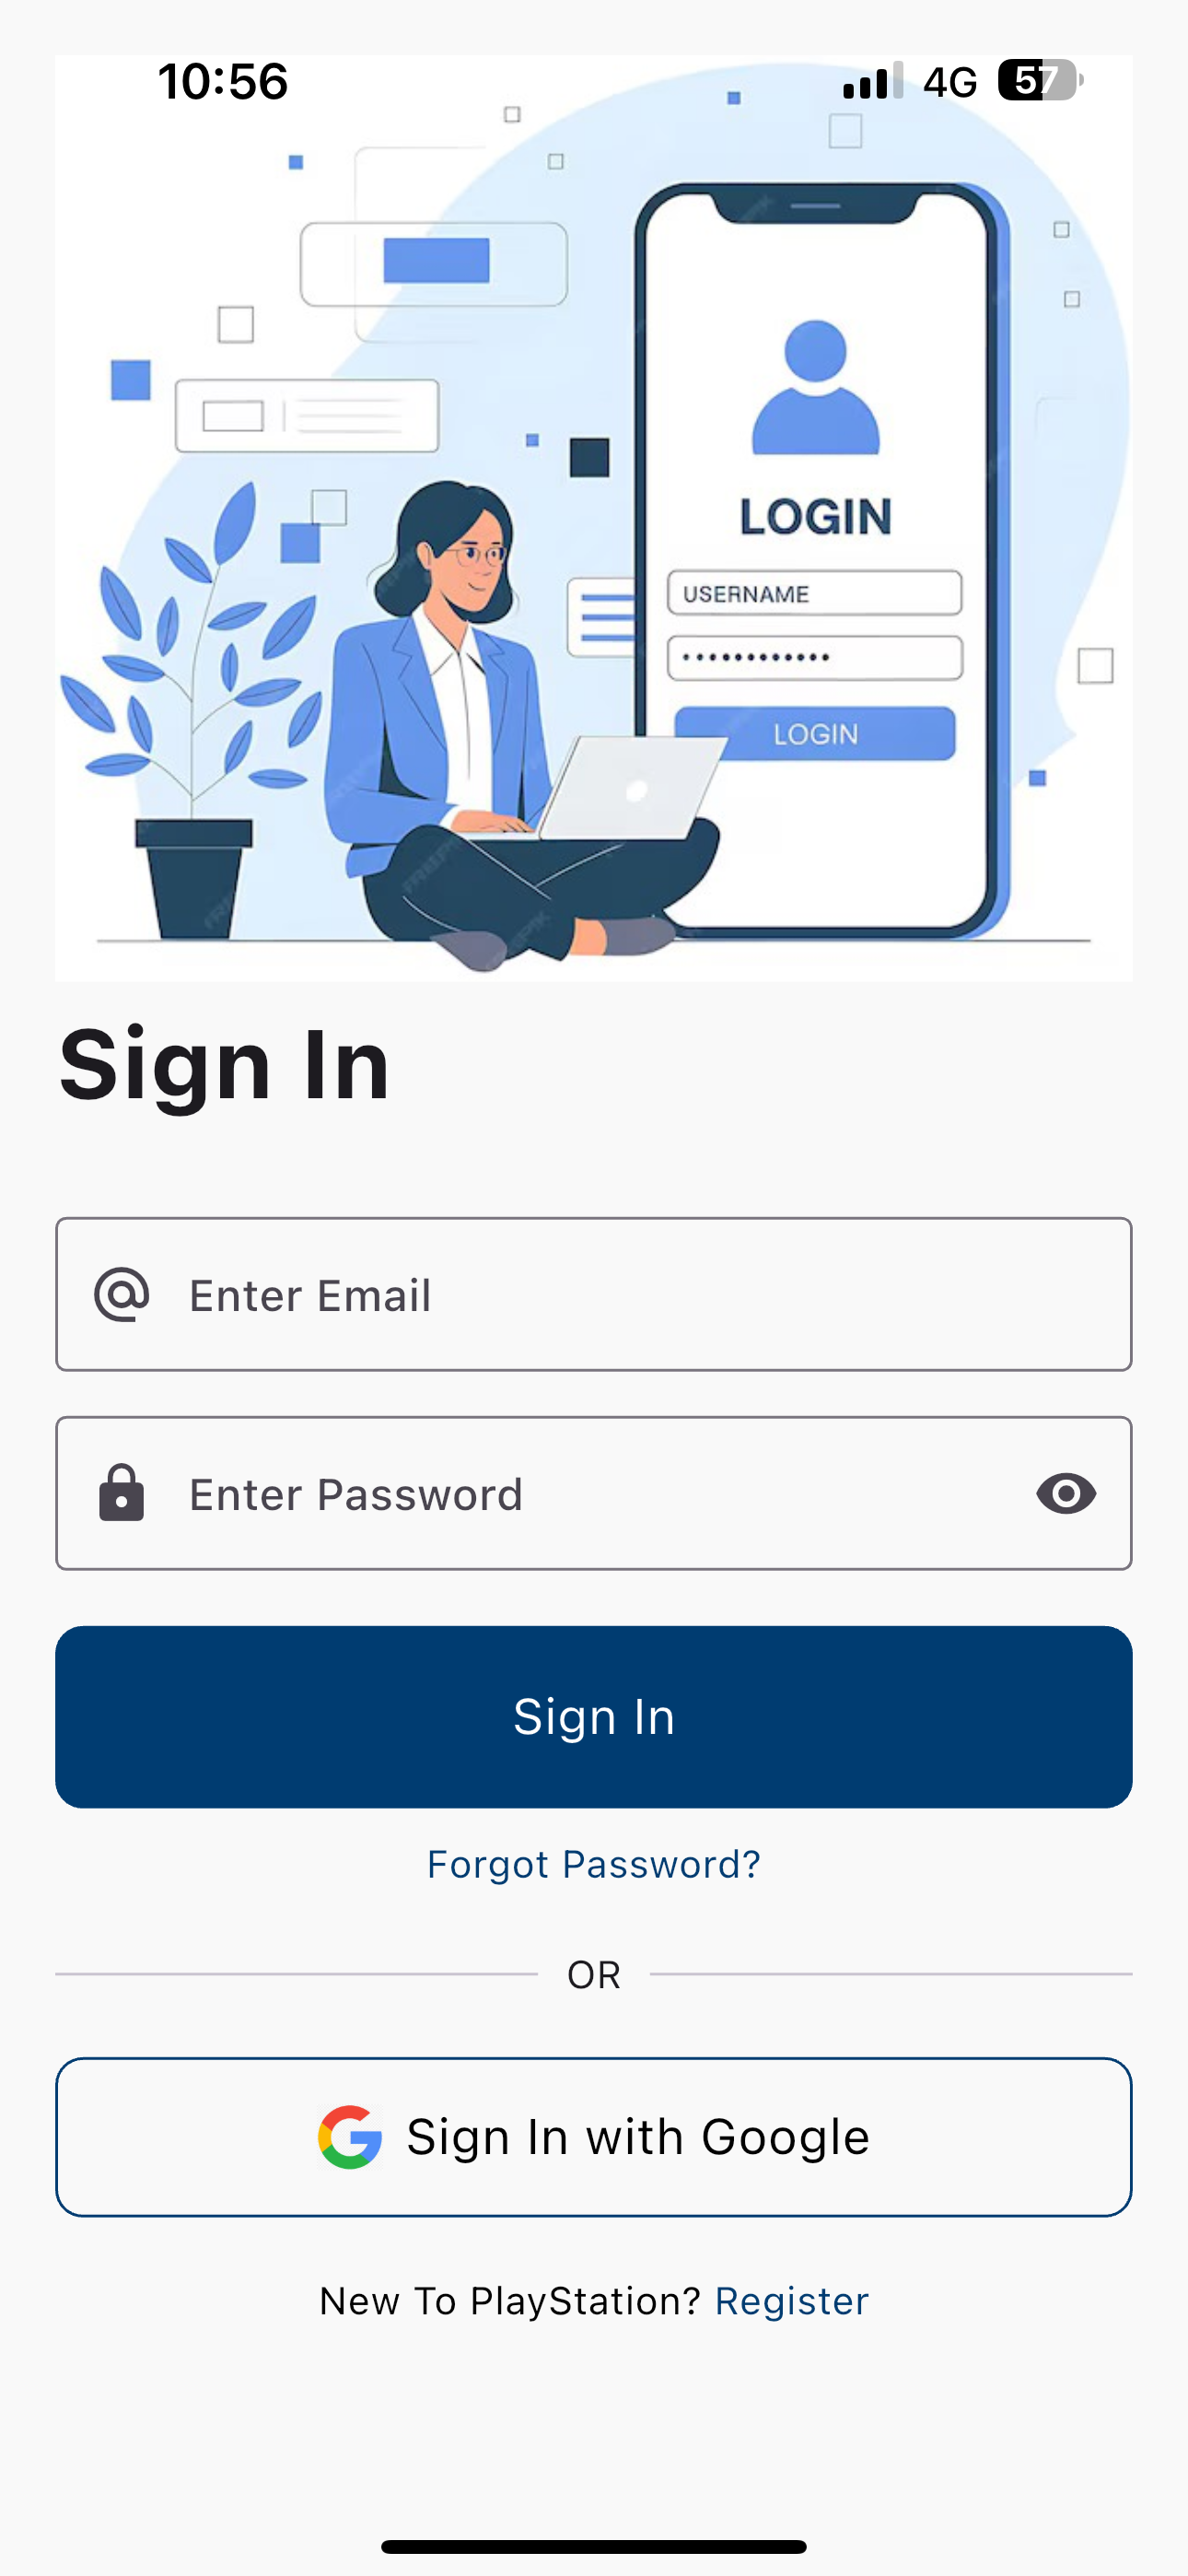 10:56 4G 57
LOGIN
USERNAME
LOGIN
Sign In
Enter Email
Enter Password
Sign In
Forgot Password?
OR
Sign In with Google
New To PlayStation? Register